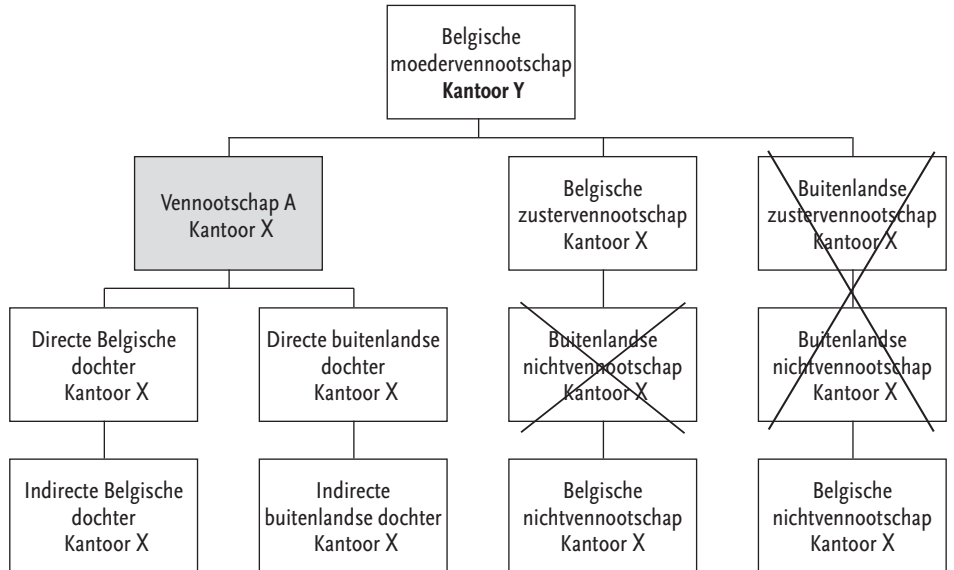 Belgische
moedervennootschap
Kantoor Y
Vennootschap A
Kantoor X
Belgische
zustervennootschap
Kantoor X
Buitenlandse
zustervennootschap
Kantoor X
Directe Belgische
dochter
Kantoor X
Directe buitenlandse
dochter
Kantoor X
Buitenlandse
nichtvennootschap
Kantoor X
Buitenlandse
nichtvennootschap
Kantoor X
Indirecte Belgische
dochter
Kantoor X
Indirecte
buitenlandse dochter
Kantoor X
Belgische
nichtvennootschap
Kantoor X
Belgische
nichtvennootschap
Kantoor X